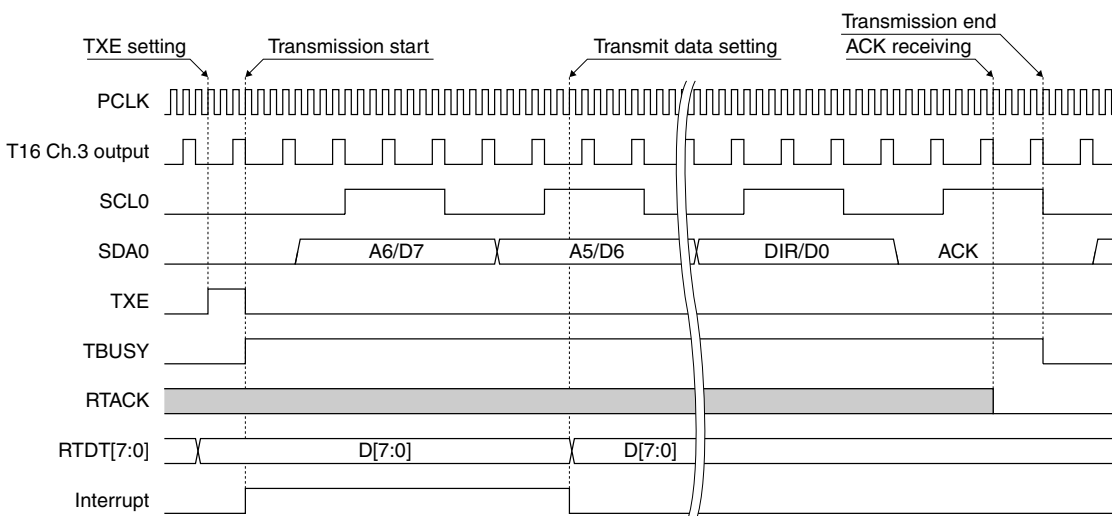 Transmission end
TXE setting Transmission start Transmit data setting ACK receiving
PCLK
T16 Ch.3 output
SCL0
SDA0 A6/D7 A5/D6 DIR/D0 ACK
TXE
TBUSY
RTACK
RTDT[7:0] D[7:0] D[7:0]
Interrupt